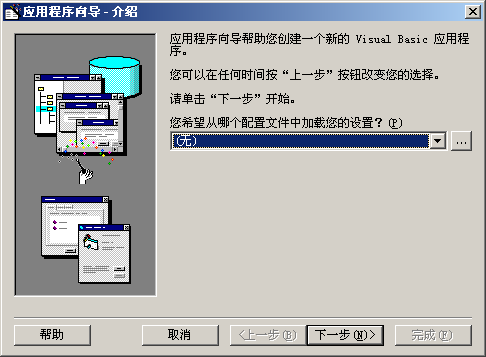 应用程序向导 - 介绍
应用程序向导帮助您创建一个新的 Visual Basic 应用程
序。
您可以在任何时间按“上一步”按钮改变您的选择。
请单击“下一步”开始。
您希望从哪个配置文件中加载您的设置？(P)
(无)
...
帮助
取消
<上一步(B)
下一步(N)>
完成(F)